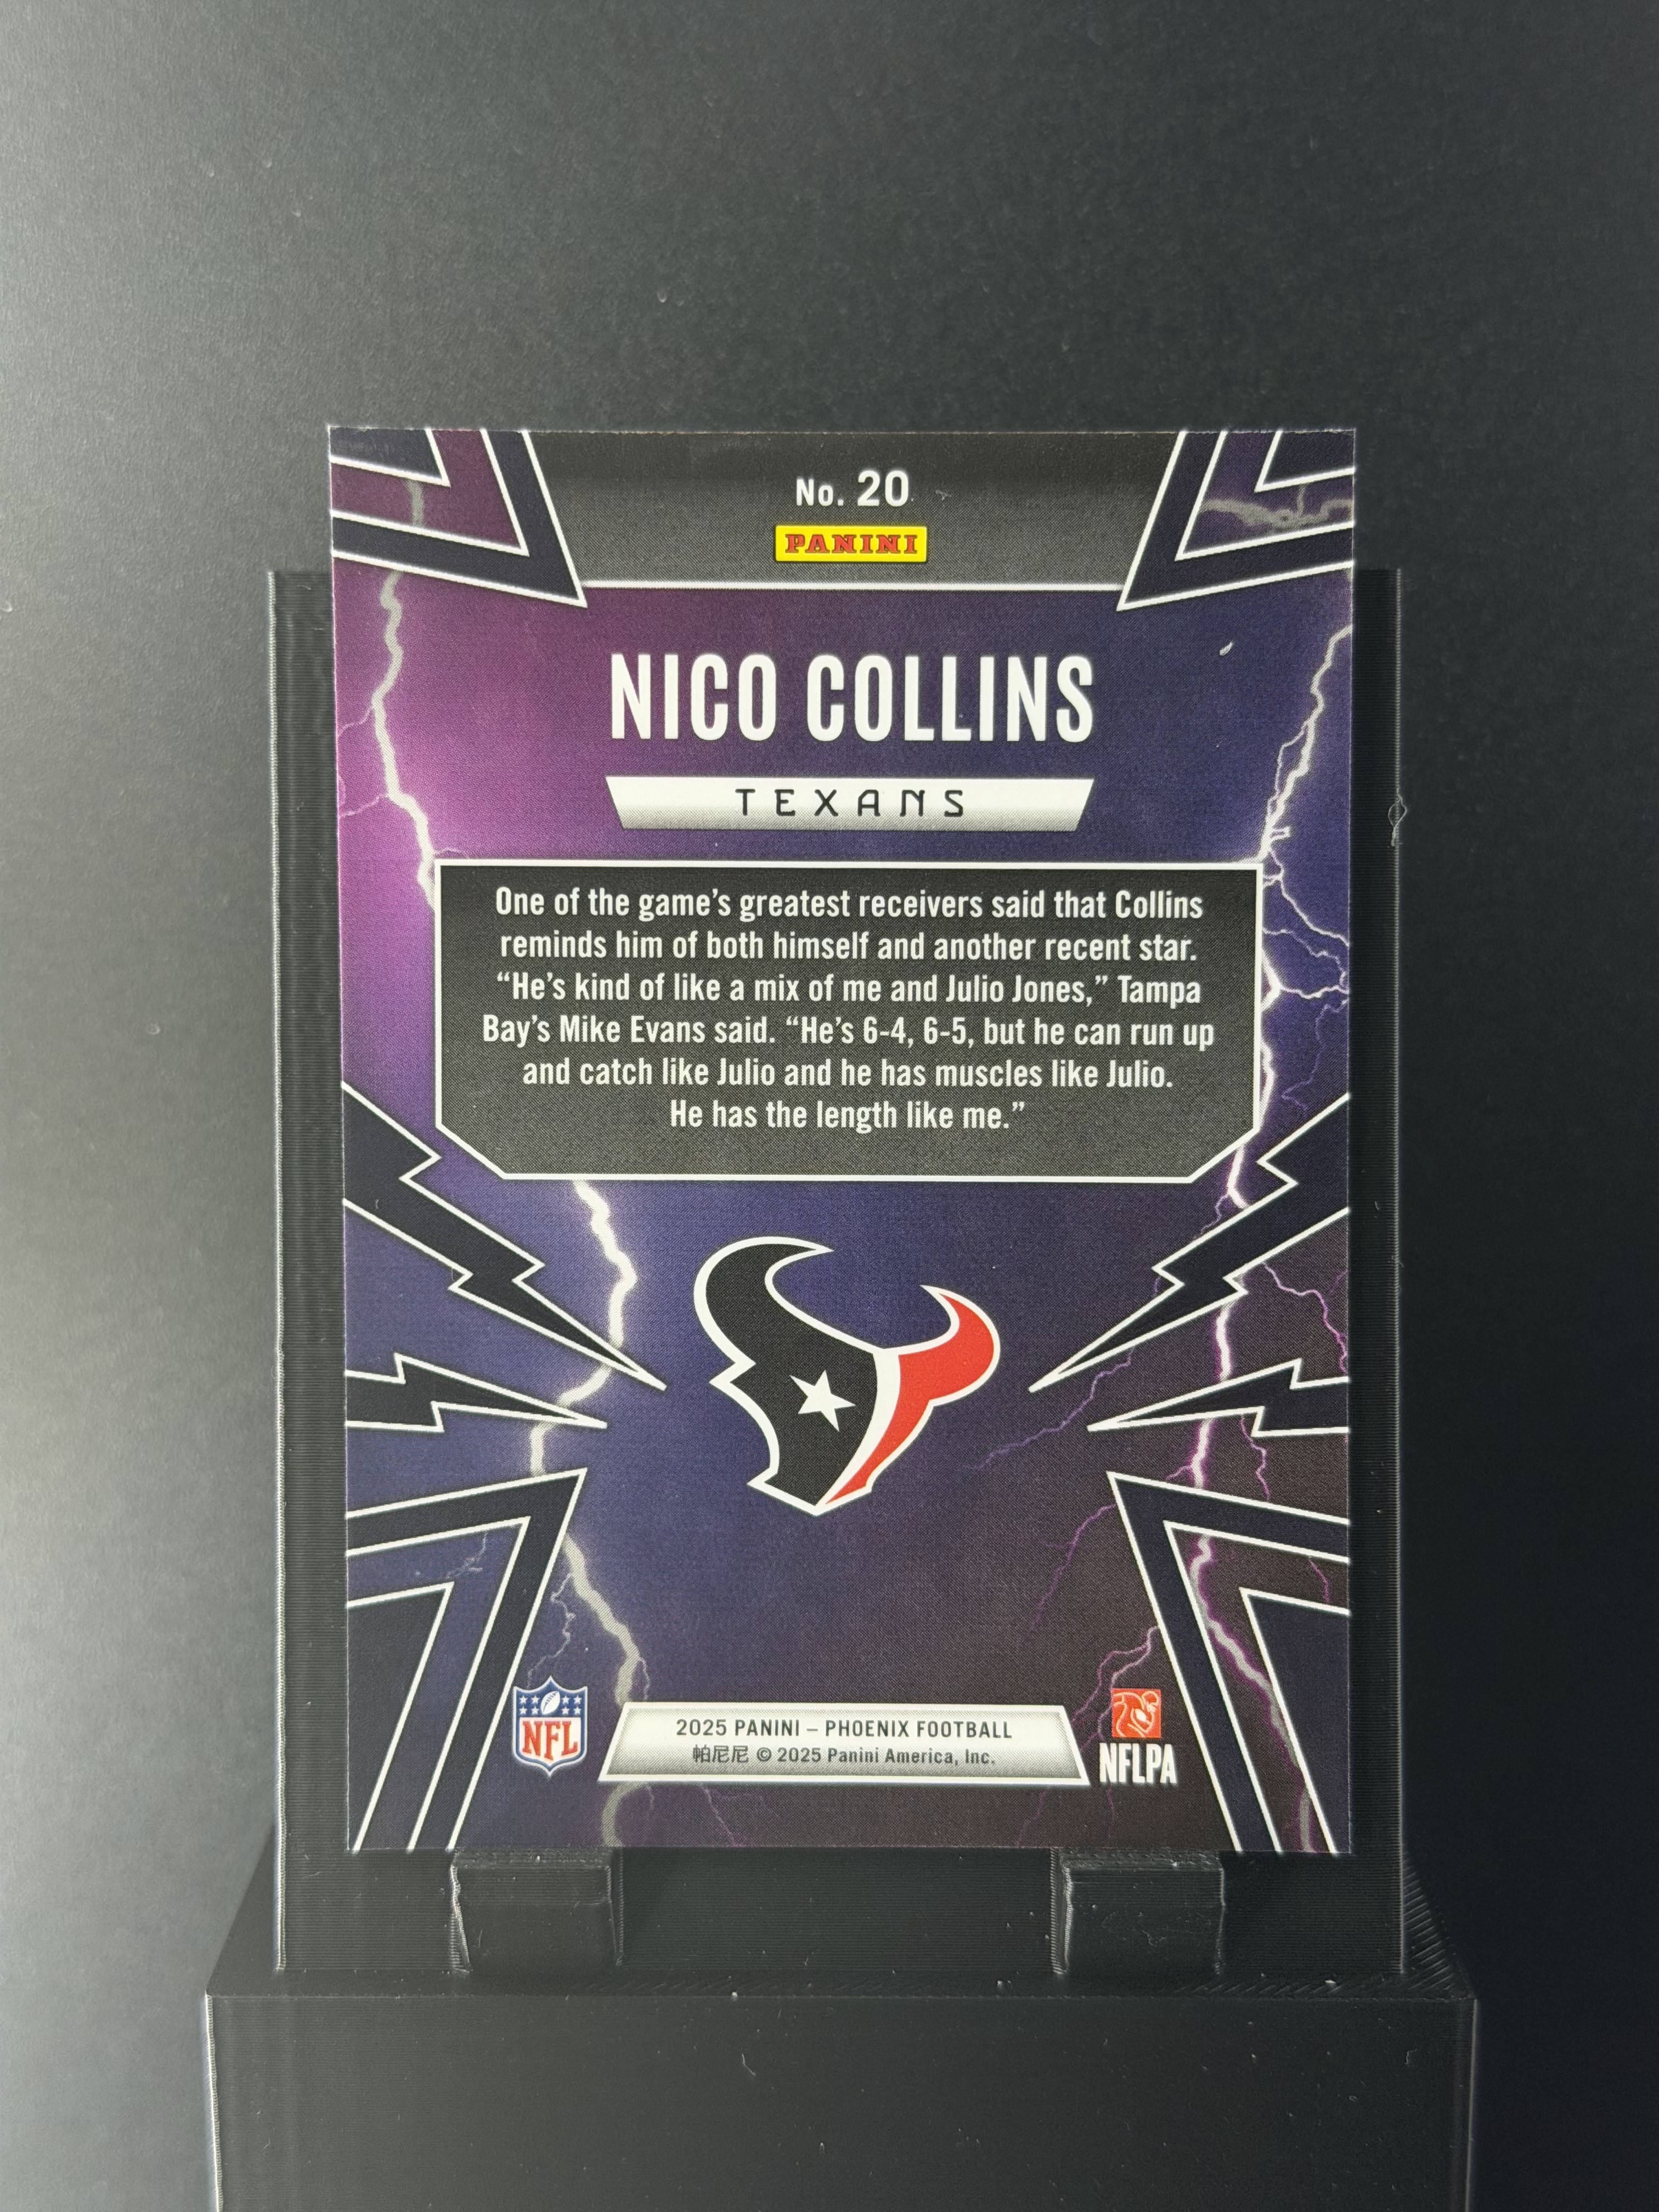 No. 20
PANINI
NICO COLLINS
TEXANS
One of the game's greatest receivers said that Collins
reminds him of both himself and another recent star.
“He's kind of like a mix of me and Julio Jones,” Tampa
Bay's Mike Evans said. “He's 6-4, 6-5, but he can run up
and catch like Julio and he has muscles like Julio.
He has the length like me.”
NFL
2025 PANINI – PHOENIX FOOTBALL
帕尼尼 © 2025 Panini America, Inc.
NFLPA